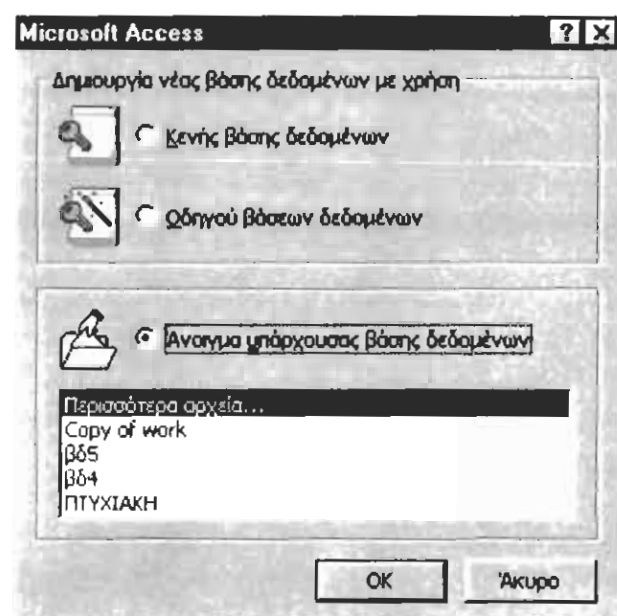 Microsoft Access
Δημιουργία νέας βάσης δεδομένων με χρήση
Κενής βάσης δεδομένων
Οδηγού βάσεων δεδομένων
Άνοιγμα υπάρχουσας βάσης δεδομένων
Περισσότερα αρχεία...
Copy of work
βδ5
βδ4
ΠΤΥΧΙΑΚΗ
OK
Άκυρο